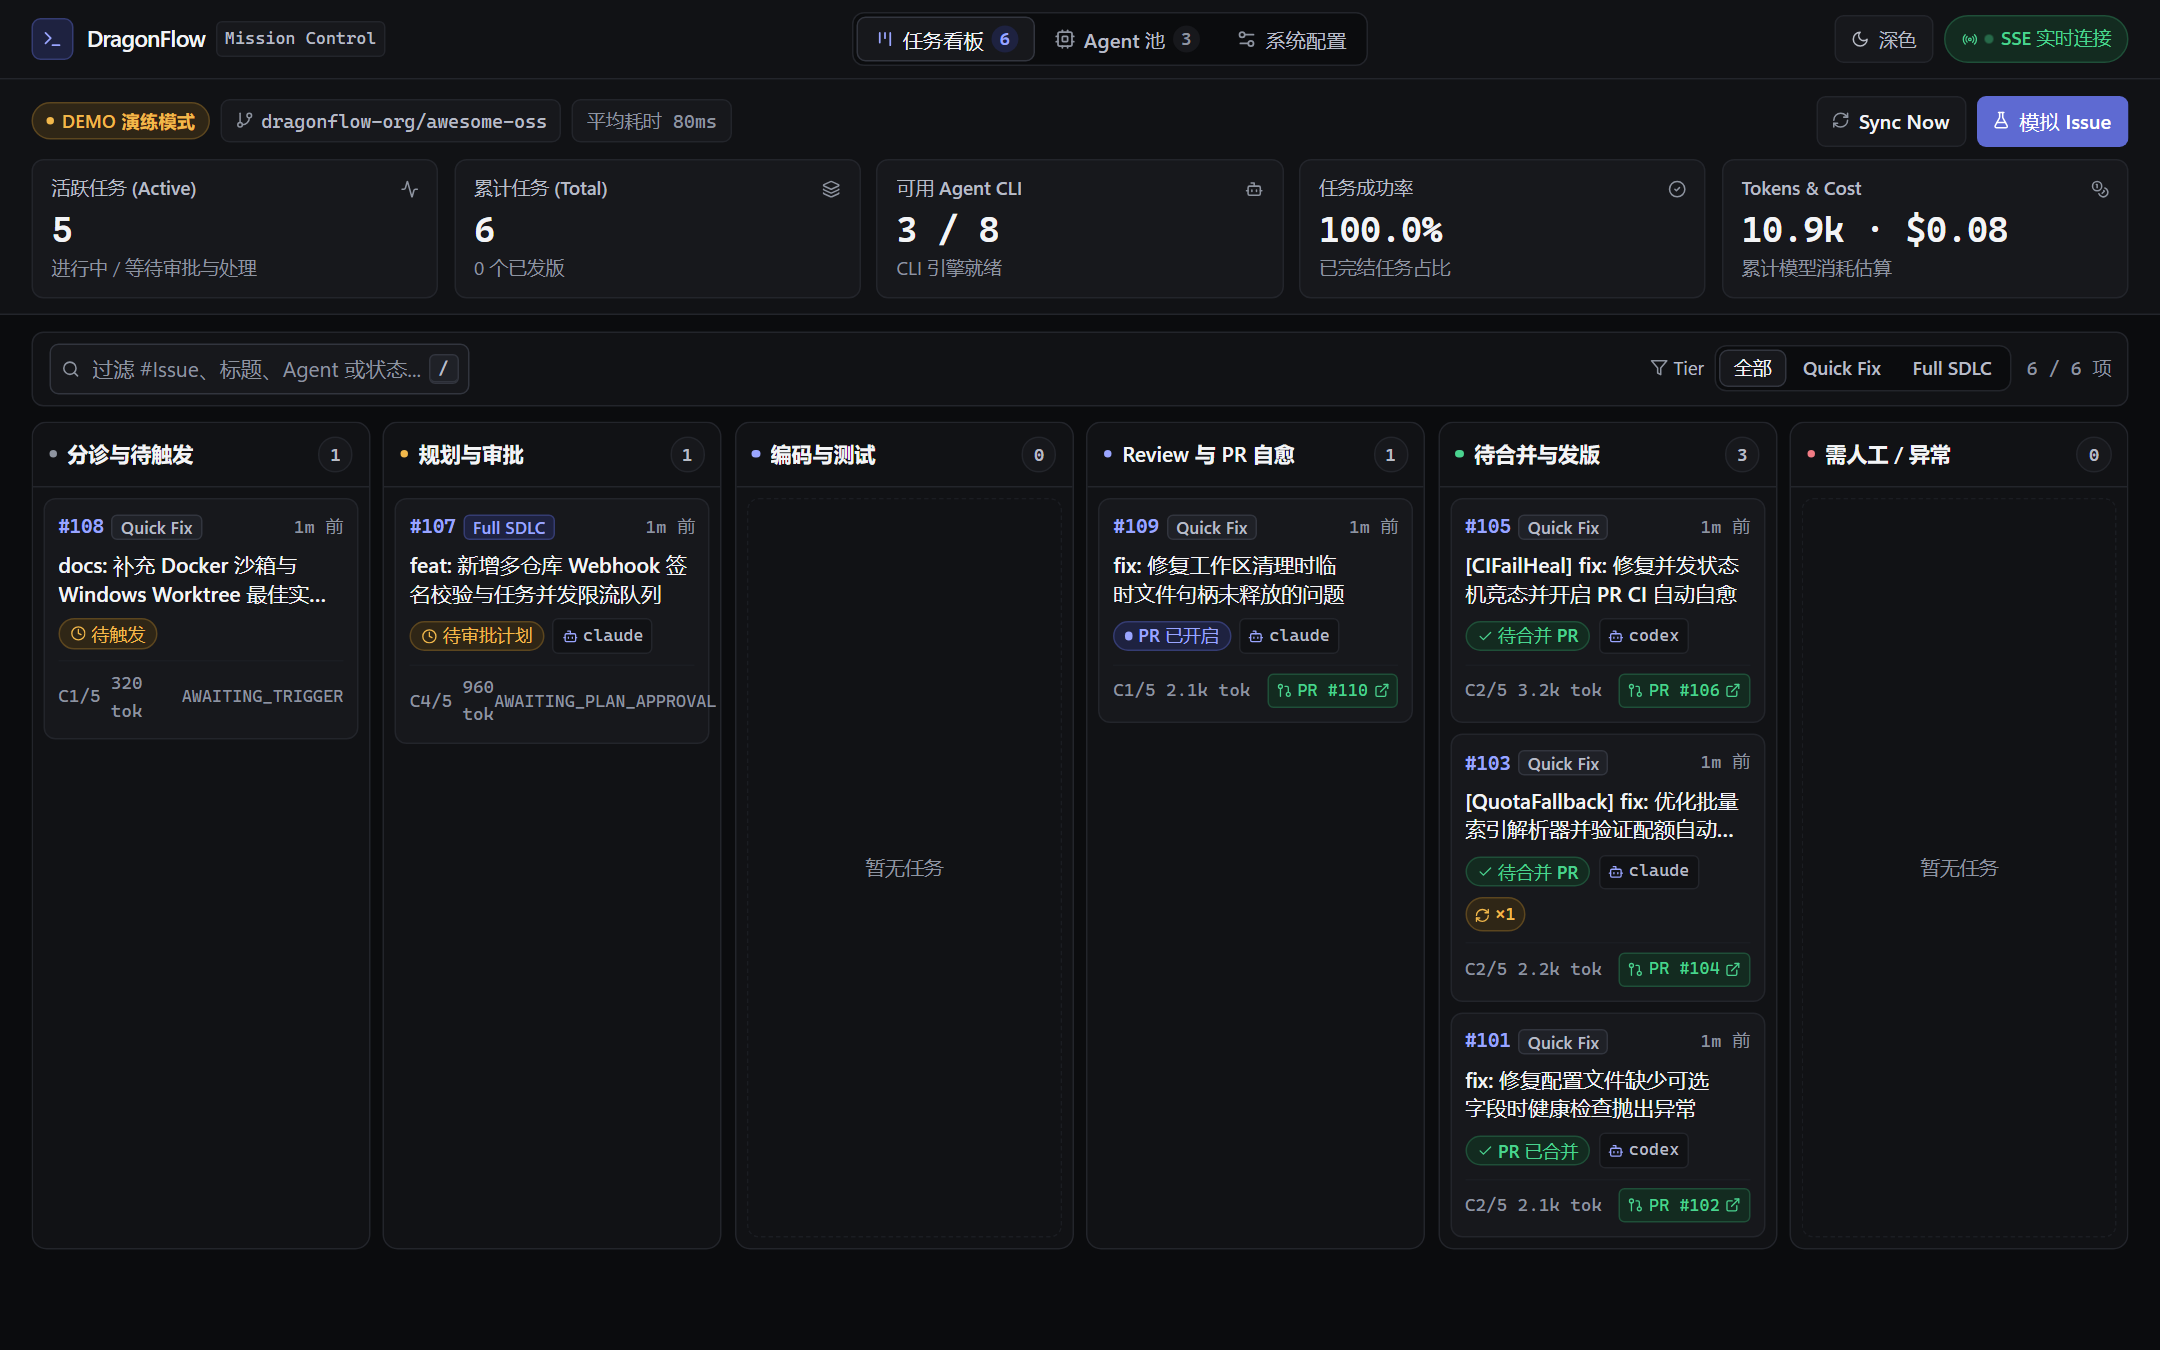 DragonFlow Mission Control
任务看板 6
Agent 池 3
系统配置
深色
SSE 实时连接
DEMO 演练模式
dragonflow-org/awesome-oss
平均耗时 80ms
Sync Now
模拟 Issue
活跃任务 (Active)
5
进行中 / 等待审批与处理
累计任务 (Total)
6
0 个已发版
可用 Agent CLI
3 / 8
CLI 引擎就绪
任务成功率
100.0%
已完结任务占比
Tokens & Cost
10.9k · $0.08
累计模型消耗估算
过滤 #Issue、标题、Agent 或状态... /
Tier
全部
Quick Fix
Full SDLC
6 / 6 项
分诊与待触发 1
#108 Quick Fix 1m 前
docs: 补充 Docker 沙箱与
Windows Worktree 最佳实...
待触发
C1/5 320 tok AWAITING_TRIGGER
规划与审批 1
#107 Full SDLC 1m 前
feat: 新增多仓库 Webhook 签
名校验与任务并发限流队列
待审批计划 claude
C4/5 960 tok AWAITING_PLAN_APPROVAL
编码与测试 0
暂无任务
Review 与 PR 自愈 1
#109 Quick Fix 1m 前
fix: 修复工作区清理时临
时文件句柄未释放的问题
PR 已开启 claude
C1/5 2.1k tok PR #110
待合并与发版 3
#105 Quick Fix 1m 前
[CIFailHeal] fix: 修复并发状态
机竞态并开启 PR CI 自动自愈
待合并 PR codex
C2/5 3.2k tok PR #106
#103 Quick Fix 1m 前
[QuotaFallback] fix: 优化批量
索引解析器并验证配额自动...
待合并 PR claude
×1
C2/5 2.2k tok PR #104
#101 Quick Fix 1m 前
fix: 修复配置文件缺少可选
字段时健康检查抛出异常
PR 已合并 codex
C2/5 2.1k tok PR #102
需人工 / 异常 0
暂无任务